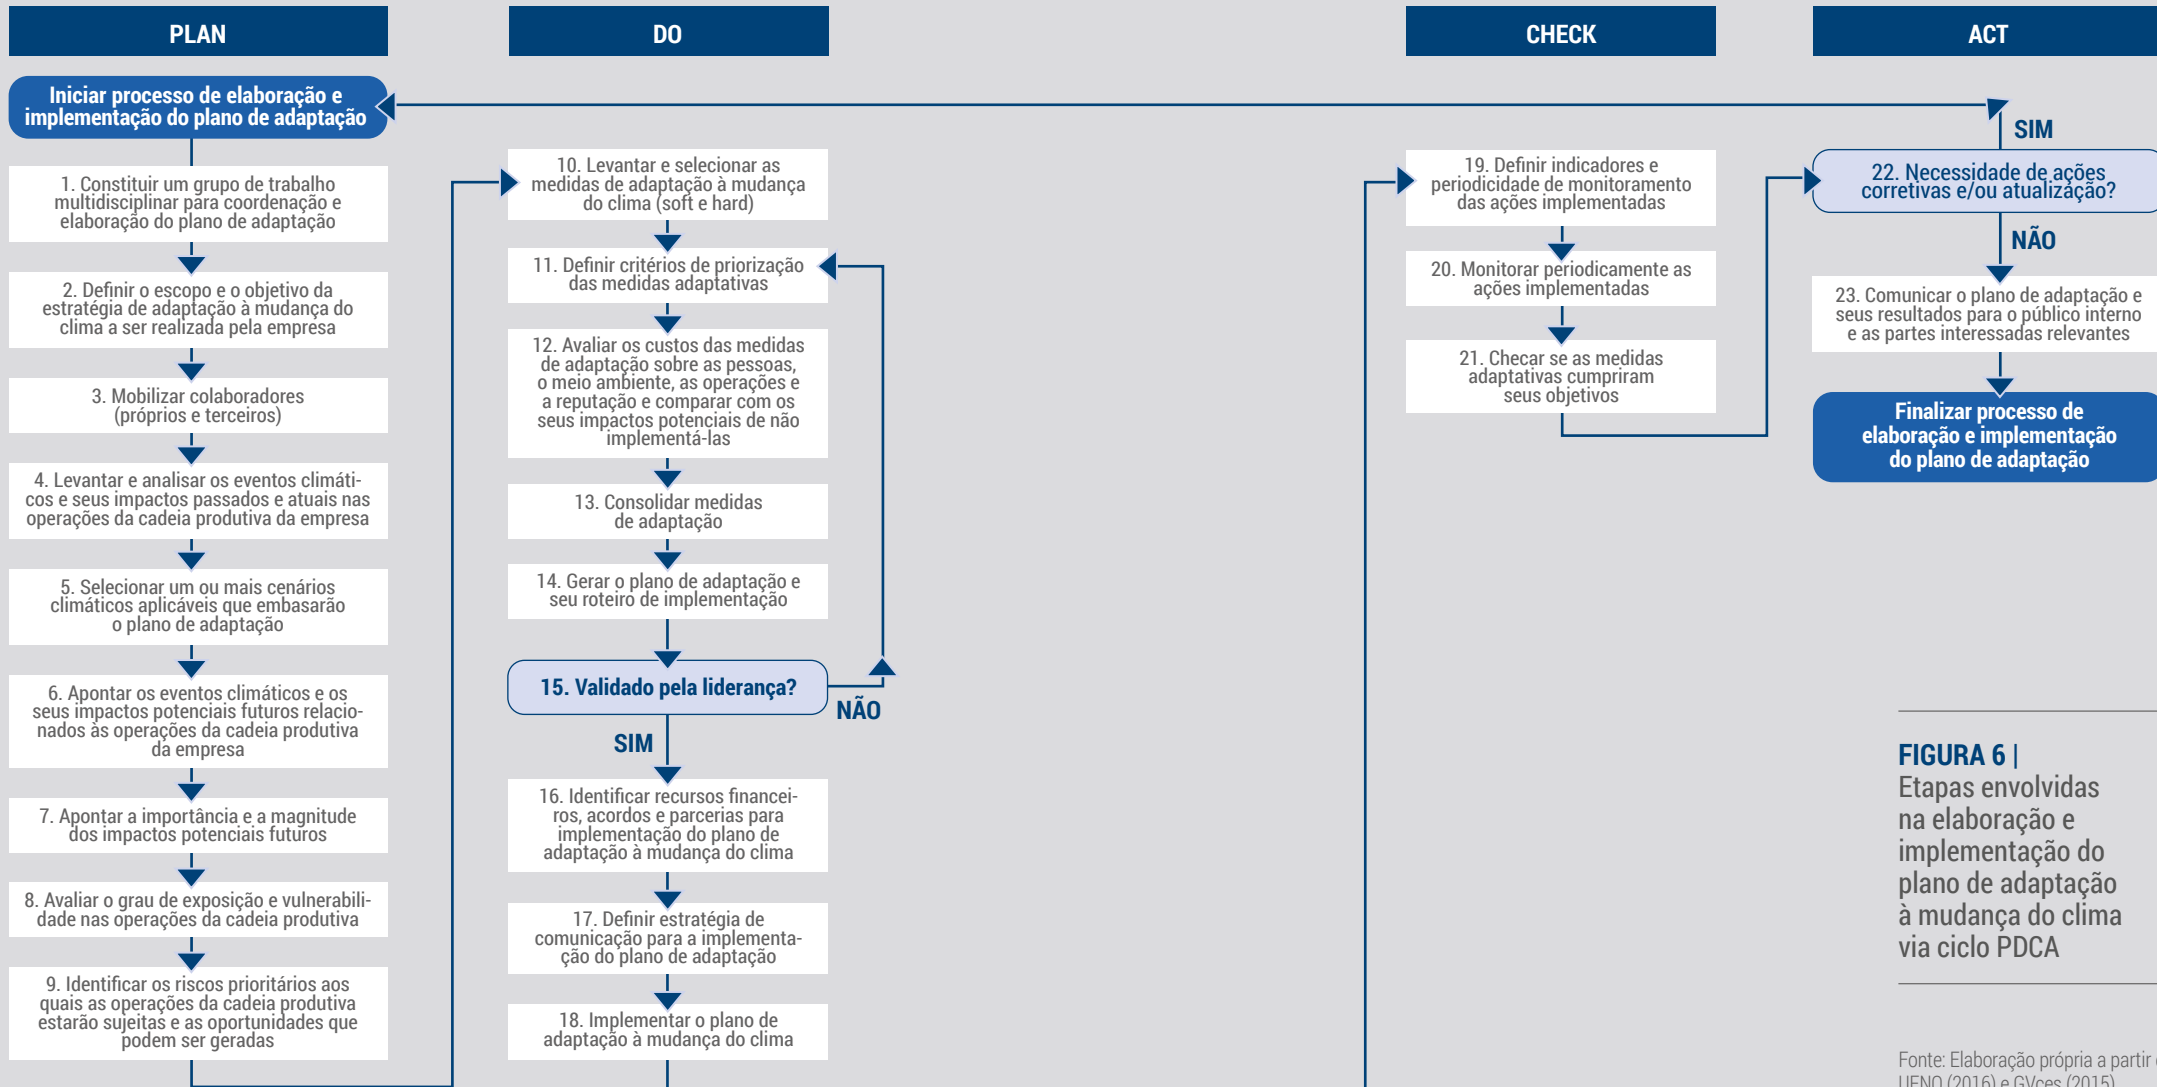 PLAN
Iniciar processo de elaboração e
implementação do plano de adaptação
1. Constituir um grupo de trabalho
multidisciplinar para coordenação e
elaboração do plano de adaptação
2. Definir o escopo e o objetivo da
estratégia de adaptação à mudança do
clima a ser realizada pela empresa
3. Mobilizar colaboradores
(próprios e terceiros)
4. Levantar e analisar os eventos climáti-
cos e seus impactos passados e atuais nas
operações da cadeia produtiva da empresa
5. Selecionar um ou mais cenários
climáticos aplicáveis que embasarão
o plano de adaptação
6. Apontar os eventos climáticos e os
seus impactos potenciais futuros relacio-
nados às operações da cadeia produtiva
da empresa
7. Apontar a importância e a magnitude
dos impactos potenciais futuros
8. Avaliar o grau de exposição e vulnerabili-
dade nas operações da cadeia produtiva
9. Identificar os riscos prioritários aos
quais as operações da cadeia produtiva
estarão sujeitas e as oportunidades que
podem ser geradas
DO
10. Levantar e selecionar as
medidas de adaptação à mudança
do clima (soft e hard)
11. Definir critérios de priorização
das medidas adaptativas
12. Avaliar os custos das medidas
de adaptação sobre as pessoas,
o meio ambiente, as operações e
a reputação e comparar com os
seus impactos potenciais de não
implementá-las
13. Consolidar medidas
de adaptação
14. Gerar o plano de adaptação e
seu roteiro de implementação
15. Validado pela liderança?
NÃO
SIM
16. Identificar recursos financei-
ros, acordos e parcerias para
implementação do plano de
adaptação à mudança do clima
17. Definir estratégia de
comunicação para a implementa-
ção do plano de adaptação
18. Implementar o plano de
adaptação à mudança do clima
CHECK
19. Definir indicadores e
periodicidade de monitoramento
das ações implementadas
20. Monitorar periodicamente as
ações implementadas
21. Checar se as medidas
adaptativas cumpriram
seus objetivos
ACT
SIM
22. Necessidade de ações
corretivas e/ou atualização?
NÃO
23. Comunicar o plano de adaptação e
seus resultados para o público interno
e as partes interessadas relevantes
Finalizar processo de
elaboração e implementação
do plano de adaptação
FIGURA 6 |
Etapas envolvidas
na elaboração e
implementação do
plano de adaptação
à mudança do clima
via ciclo PDCA
Fonte: Elaboração própria a partir
UENO (2016) e GVces (2015)